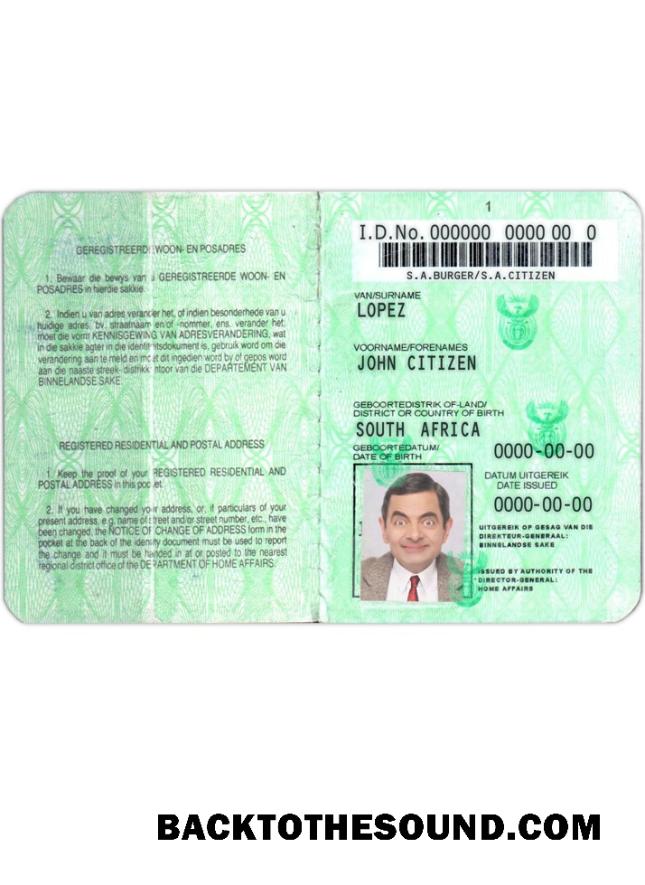 GEREGISTREERDE WOON- EN POSADRES
1. Bewaar die bewys van u GEREGISTREERDE WOON- EN
POSADRES in hierdie sakkie.
2. Indien u van adres verander het, of indien besonderhede van u
huidige adres, bv. straatnaam en/of -nommer, ens. verander het,
moet die vorm KENNISGEWING VAN ADRESVERANDERING, wat
in die sakkie agter in die identiteitsdokument is, gebruik word om die
verandering aan te meld en moet dit ingedien word by of gepos word
aan die naaste streek-/distrikkantoor van die DEPARTEMENT VAN
BINNELANDSE SAKE.
REGISTERED RESIDENTIAL AND POSTAL ADDRESS
1. Keep the proof of your REGISTERED RESIDENTIAL AND
POSTAL ADDRESS in this pocket.
2. If you have changed your address, or, if particulars of your
present address, e.g. name of street and/or street number, etc., have
been changed, the NOTICE OF CHANGE OF ADDRESS form in the
pocket at the back of the identity document must be used to report
the change and it must be handed in at or posted to the nearest
regional district office of the DEPARTMENT OF HOME AFFAIRS.
1
I.D.No. 000000 0000 00 0
S.A.BURGER/S.A.CITIZEN
VAN/SURNAME
LOPEZ
VOORNAME/FORENAMES
JOHN CITIZEN
GEBOORTEDISTRIK OF-LAND/
DISTRICT OR COUNTRY OF BIRTH
SOUTH AFRICA
GEBOORTEDATUM/
DATE OF BIRTH
0000-00-00
DATUM UITGEREIK
DATE ISSUED
0000-00-00
UITGEREIK OP GESAG VAN DIE
DIREKTEUR-GENERAAL:
BINNELANDSE SAKE
ISSUED BY AUTHORITY OF THE
DIRECTOR-GENERAL:
HOME AFFAIRS
BACKTOTHESOUND.COM